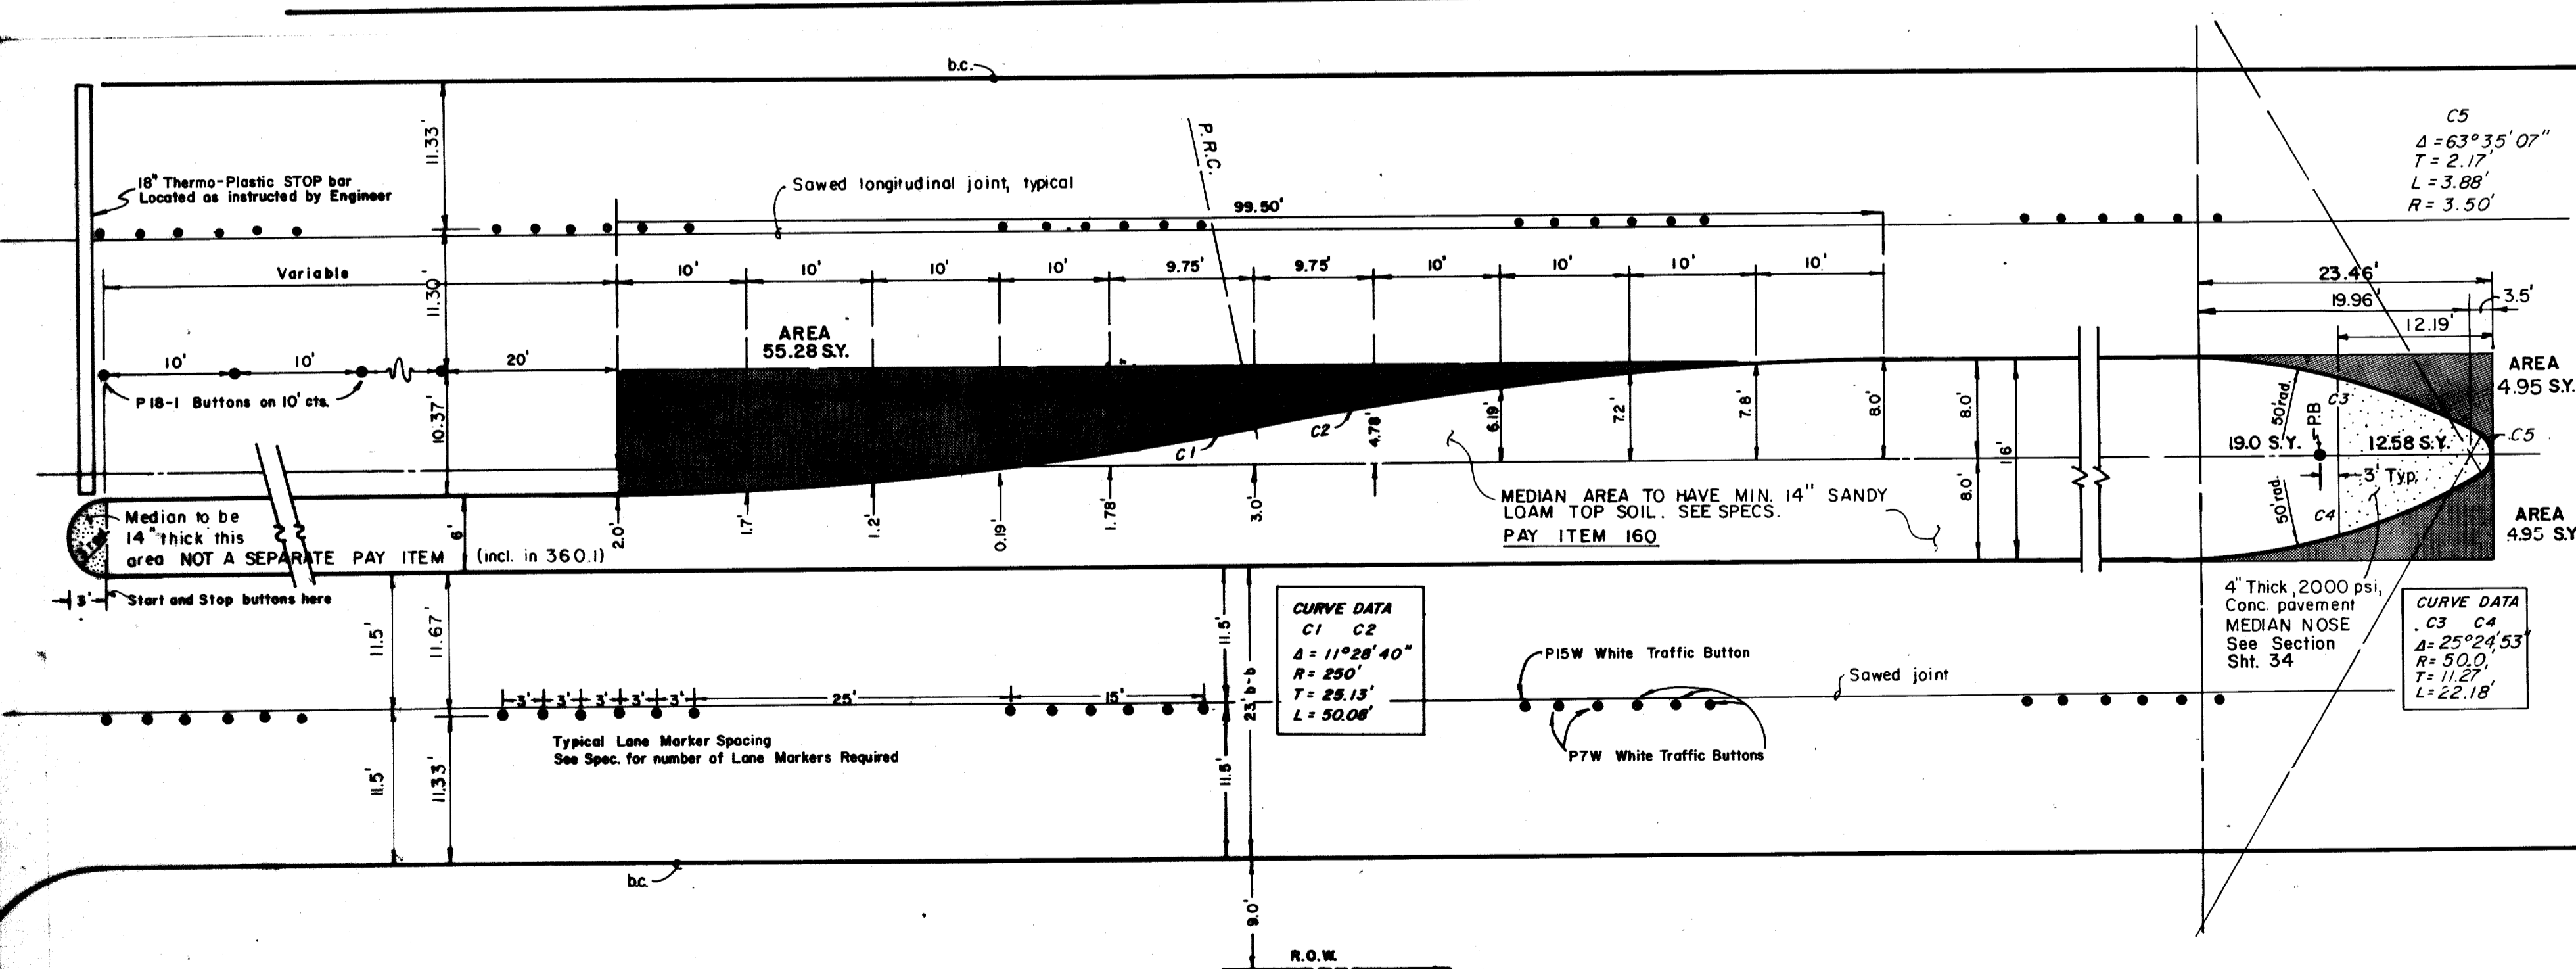 b.c.
C5
Δ = 63°35'07"
T = 2.17'
L = 3.88'
R = 3.50'
11.33'
P.R.C.
18" Thermo-Plastic STOP bar
Located as instructed by Engineer
Sawed longitudinal joint, typical
99.50'
Variable
11.30'
10'
10'
10'
10'
9.75'
9.75'
10'
10'
10'
10'
23.46'
19.96'
3.5'
12.19'
AREA
55.28 S.Y.
10'
10'
20'
P18-1 Buttons on 10' cts.
10.37'
C1
C2
4.78'
6.19'
7.2'
7.8'
8.0'
8.0'
8.0'
16'
50' rad.
50' rad.
P.B
C3
C4
19.0 S.Y.
12.58 S.Y.
C5
3' Typ.
AREA
4.95 S.Y.
AREA
4.95 S.Y.
MEDIAN AREA TO HAVE MIN. 14" SANDY
LOAM TOP SOIL. SEE SPECS.
PAY ITEM 160
Median to be
14" thick this
area NOT A SEPARATE PAY ITEM (incl. in 360.1)
6'
2.0'
1.7'
1.2'
0.19'
1.78'
3.0'
3'
Start and Stop buttons here
11.5'
11.67'
11.5'
23' b-b
CURVE DATA
C1 C2
Δ = 11°28'40"
R = 250'
T = 25.13'
L = 50.08'
4" Thick, 2000 psi,
Conc. pavement
MEDIAN NOSE
See Section
Sht. 34
CURVE DATA
C3 C4
Δ = 25°24'53"
R = 50.0'
T = 11.27'
L = 22.18'
P15W White Traffic Button
Sawed joint
3' 3' 3' 3' 3'
25'
15'
Typical Lane Marker Spacing
See Spec. for number of Lane Markers Required
P7W White Traffic Buttons
11.5'
11.33'
11.5'
b.c.
9.0'
R.O.W.